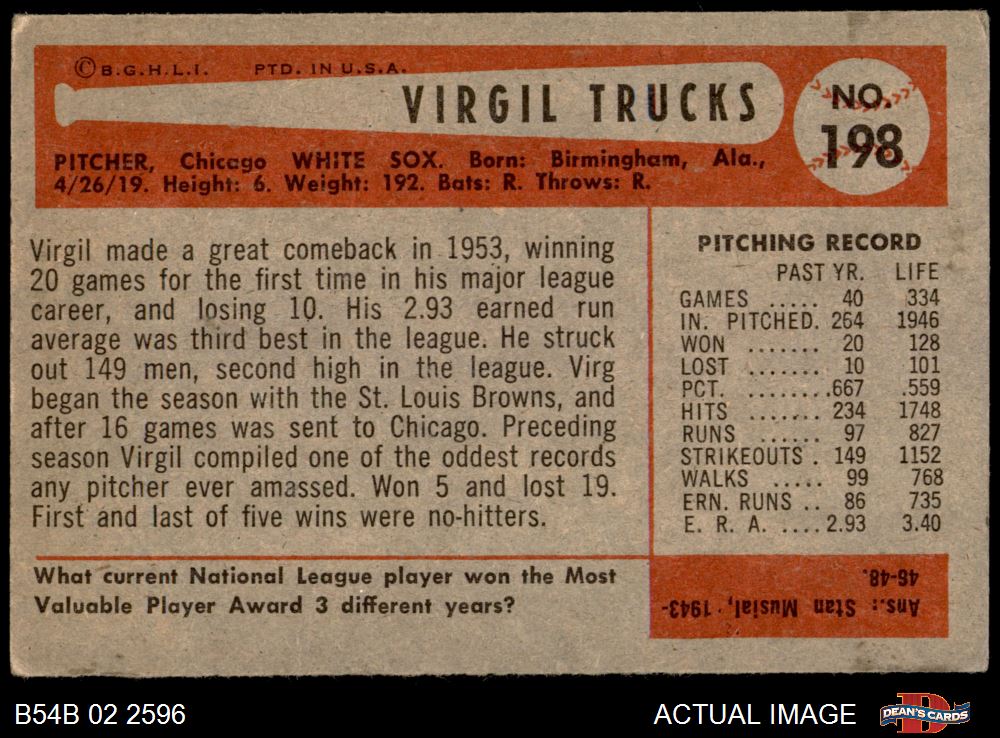 ©B.G.H.L.I. PTD. IN U.S.A.
VIRGIL TRUCKS
NO.
198
PITCHER, Chicago WHITE SOX. Born: Birmingham, Ala.,
4/26/19. Height: 6. Weight: 192. Bats: R. Throws: R.
Virgil made a great comeback in 1953, winning
20 games for the first time in his major league
career, and losing 10. His 2.93 earned run
average was third best in the league. He struck
out 149 men, second high in the league. Virg
began the season with the St. Louis Browns, and
after 16 games was sent to Chicago. Preceding
season Virgil compiled one of the oddest records
any pitcher ever amassed. Won 5 and lost 19.
First and last of five wins were no-hitters.
PITCHING RECORD
PAST YR. LIFE
GAMES ..... 40 334
IN. PITCHED. 264 1946
WON ....... 20 128
LOST ....... 10 101
PCT. ........667 .559
HITS ....... 234 1748
RUNS ...... 97 827
STRIKEOUTS . 149 1152
WALKS ..... 99 768
ERN. RUNS .. 86 735
E. R. A. ....2.93 3.40
What current National League player won the Most
Valuable Player Award 3 different years?
Ans.: Stan Musial, 1943-
46-48.
B54B 02 2596
ACTUAL IMAGE
D
DEAN'S CARDS